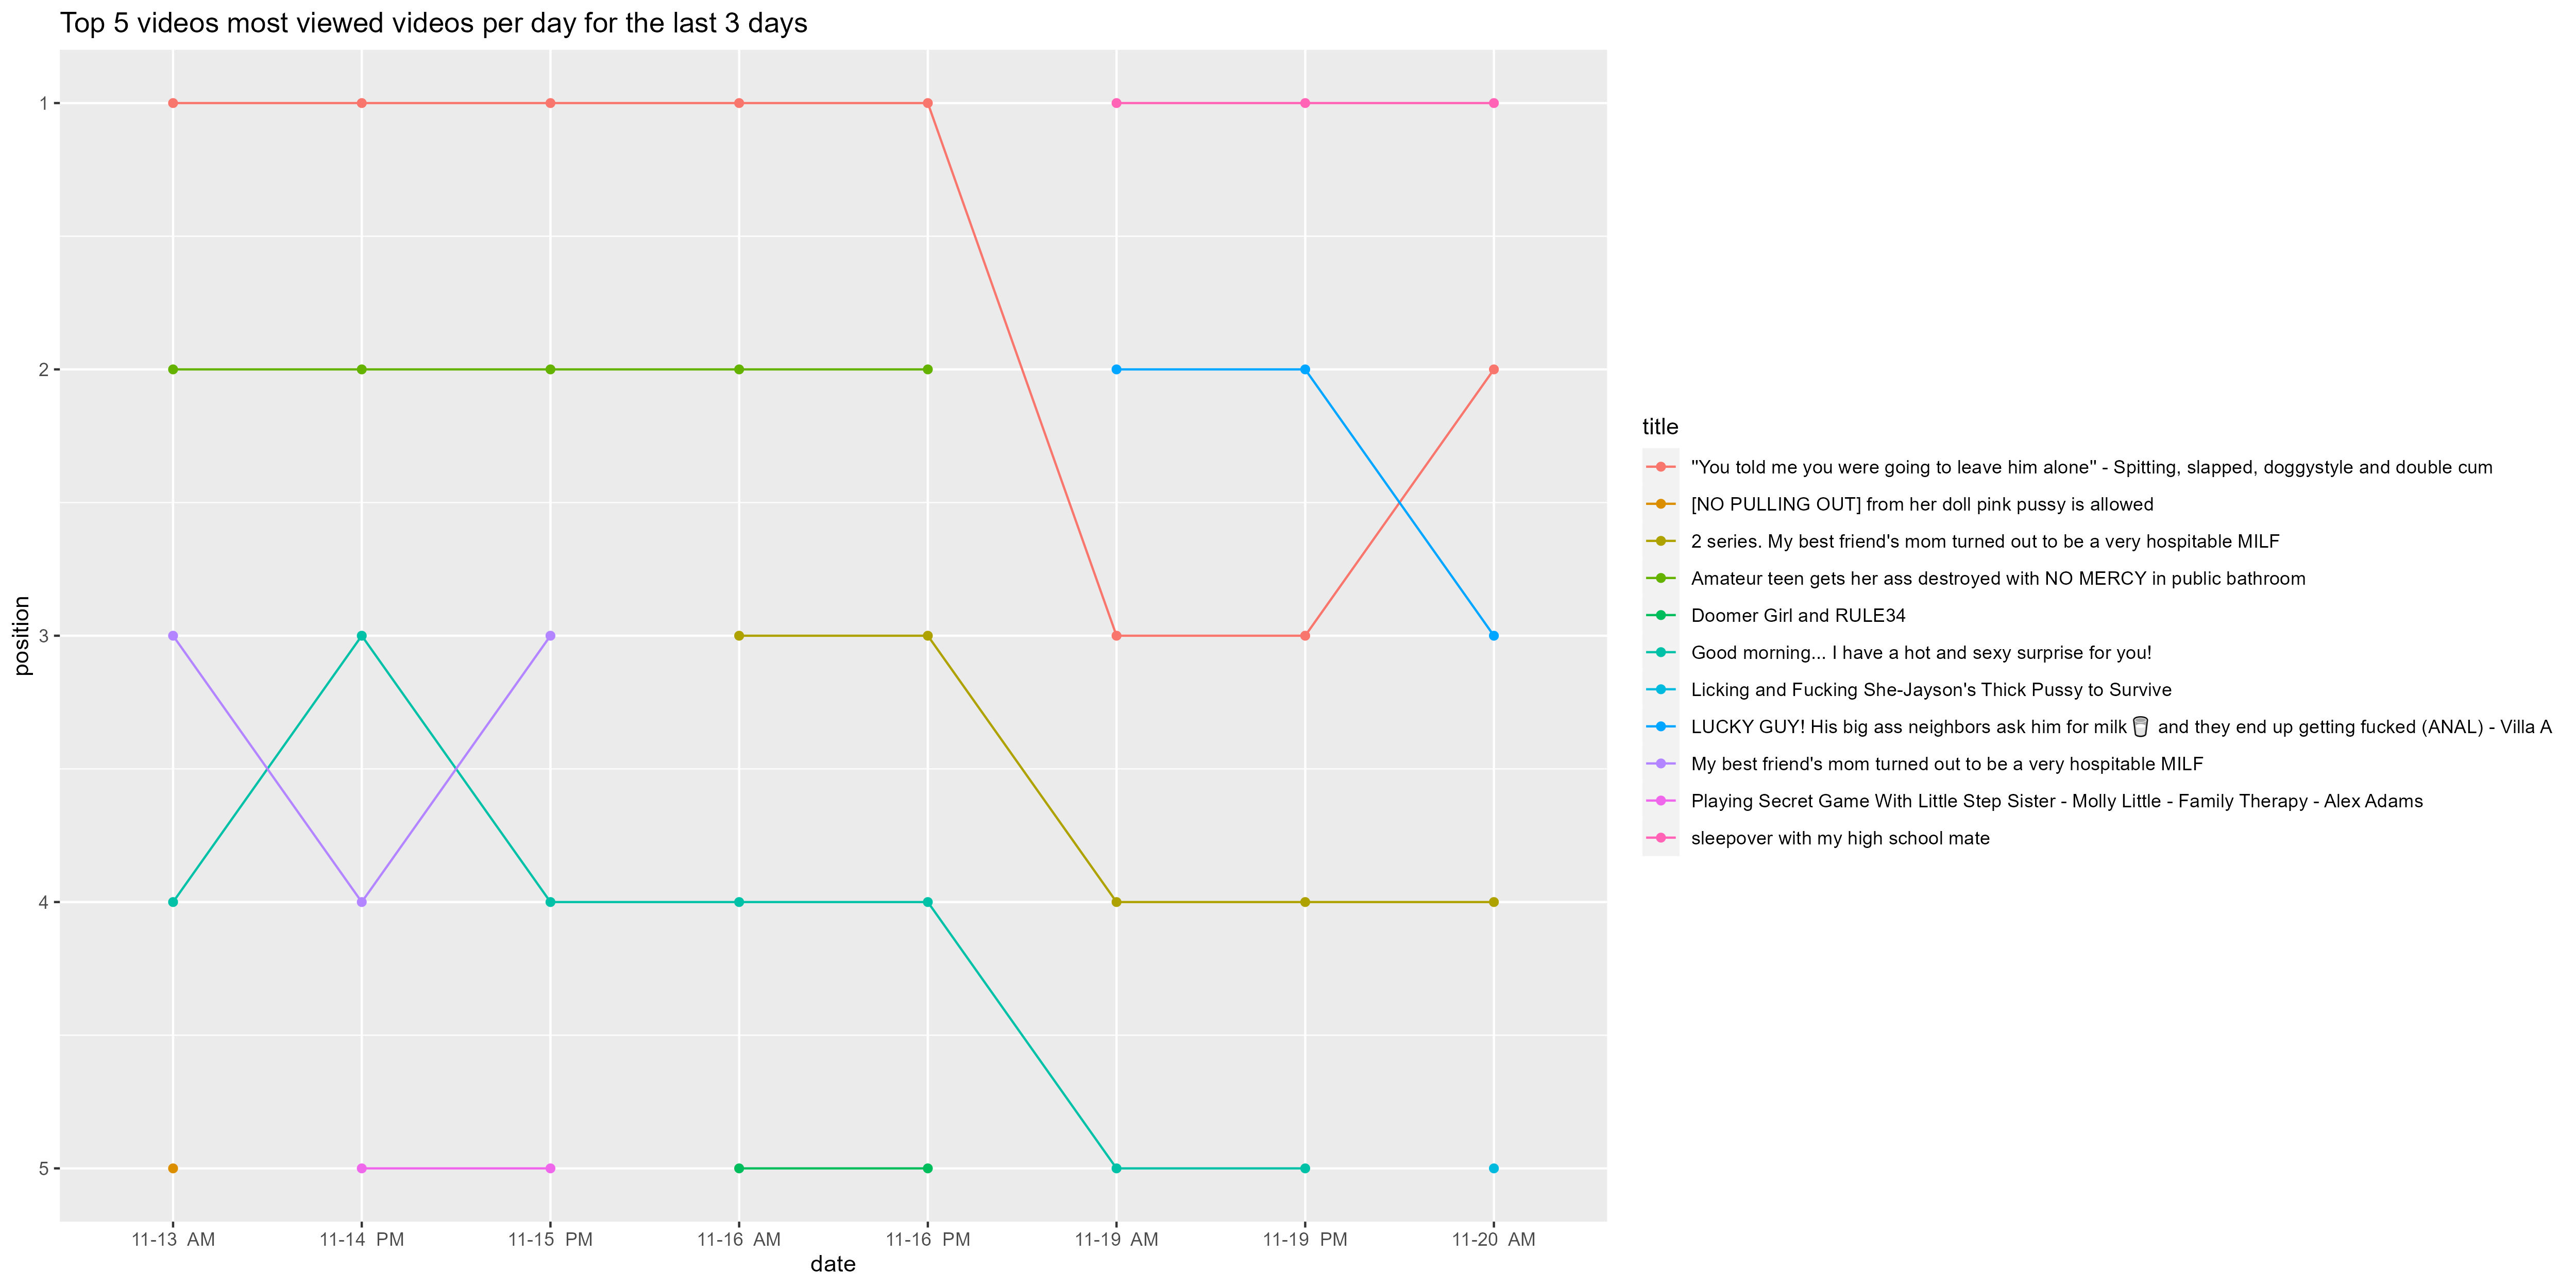 Top 5 videos most viewed videos per day for the last 3 days
position
1
2
3
4
5
11-13 AM
11-14 PM
11-15 PM
11-16 AM
11-16 PM
11-19 AM
11-19 PM
11-20 AM
date
title
"You told me you were going to leave him alone" - Spitting, slapped, doggystyle and double cum
[NO PULLING OUT] from her doll pink pussy is allowed
2 series. My best friend's mom turned out to be a very hospitable MILF
Amateur teen gets her ass destroyed with NO MERCY in public bathroom
Doomer Girl and RULE34
Good morning... I have a hot and sexy surprise for you!
Licking and Fucking She-Jayson's Thick Pussy to Survive
LUCKY GUY! His big ass neighbors ask him for milk 🥛 and they end up getting fucked (ANAL) - Villa A
My best friend's mom turned out to be a very hospitable MILF
Playing Secret Game With Little Step Sister - Molly Little - Family Therapy - Alex Adams
sleepover with my high school mate